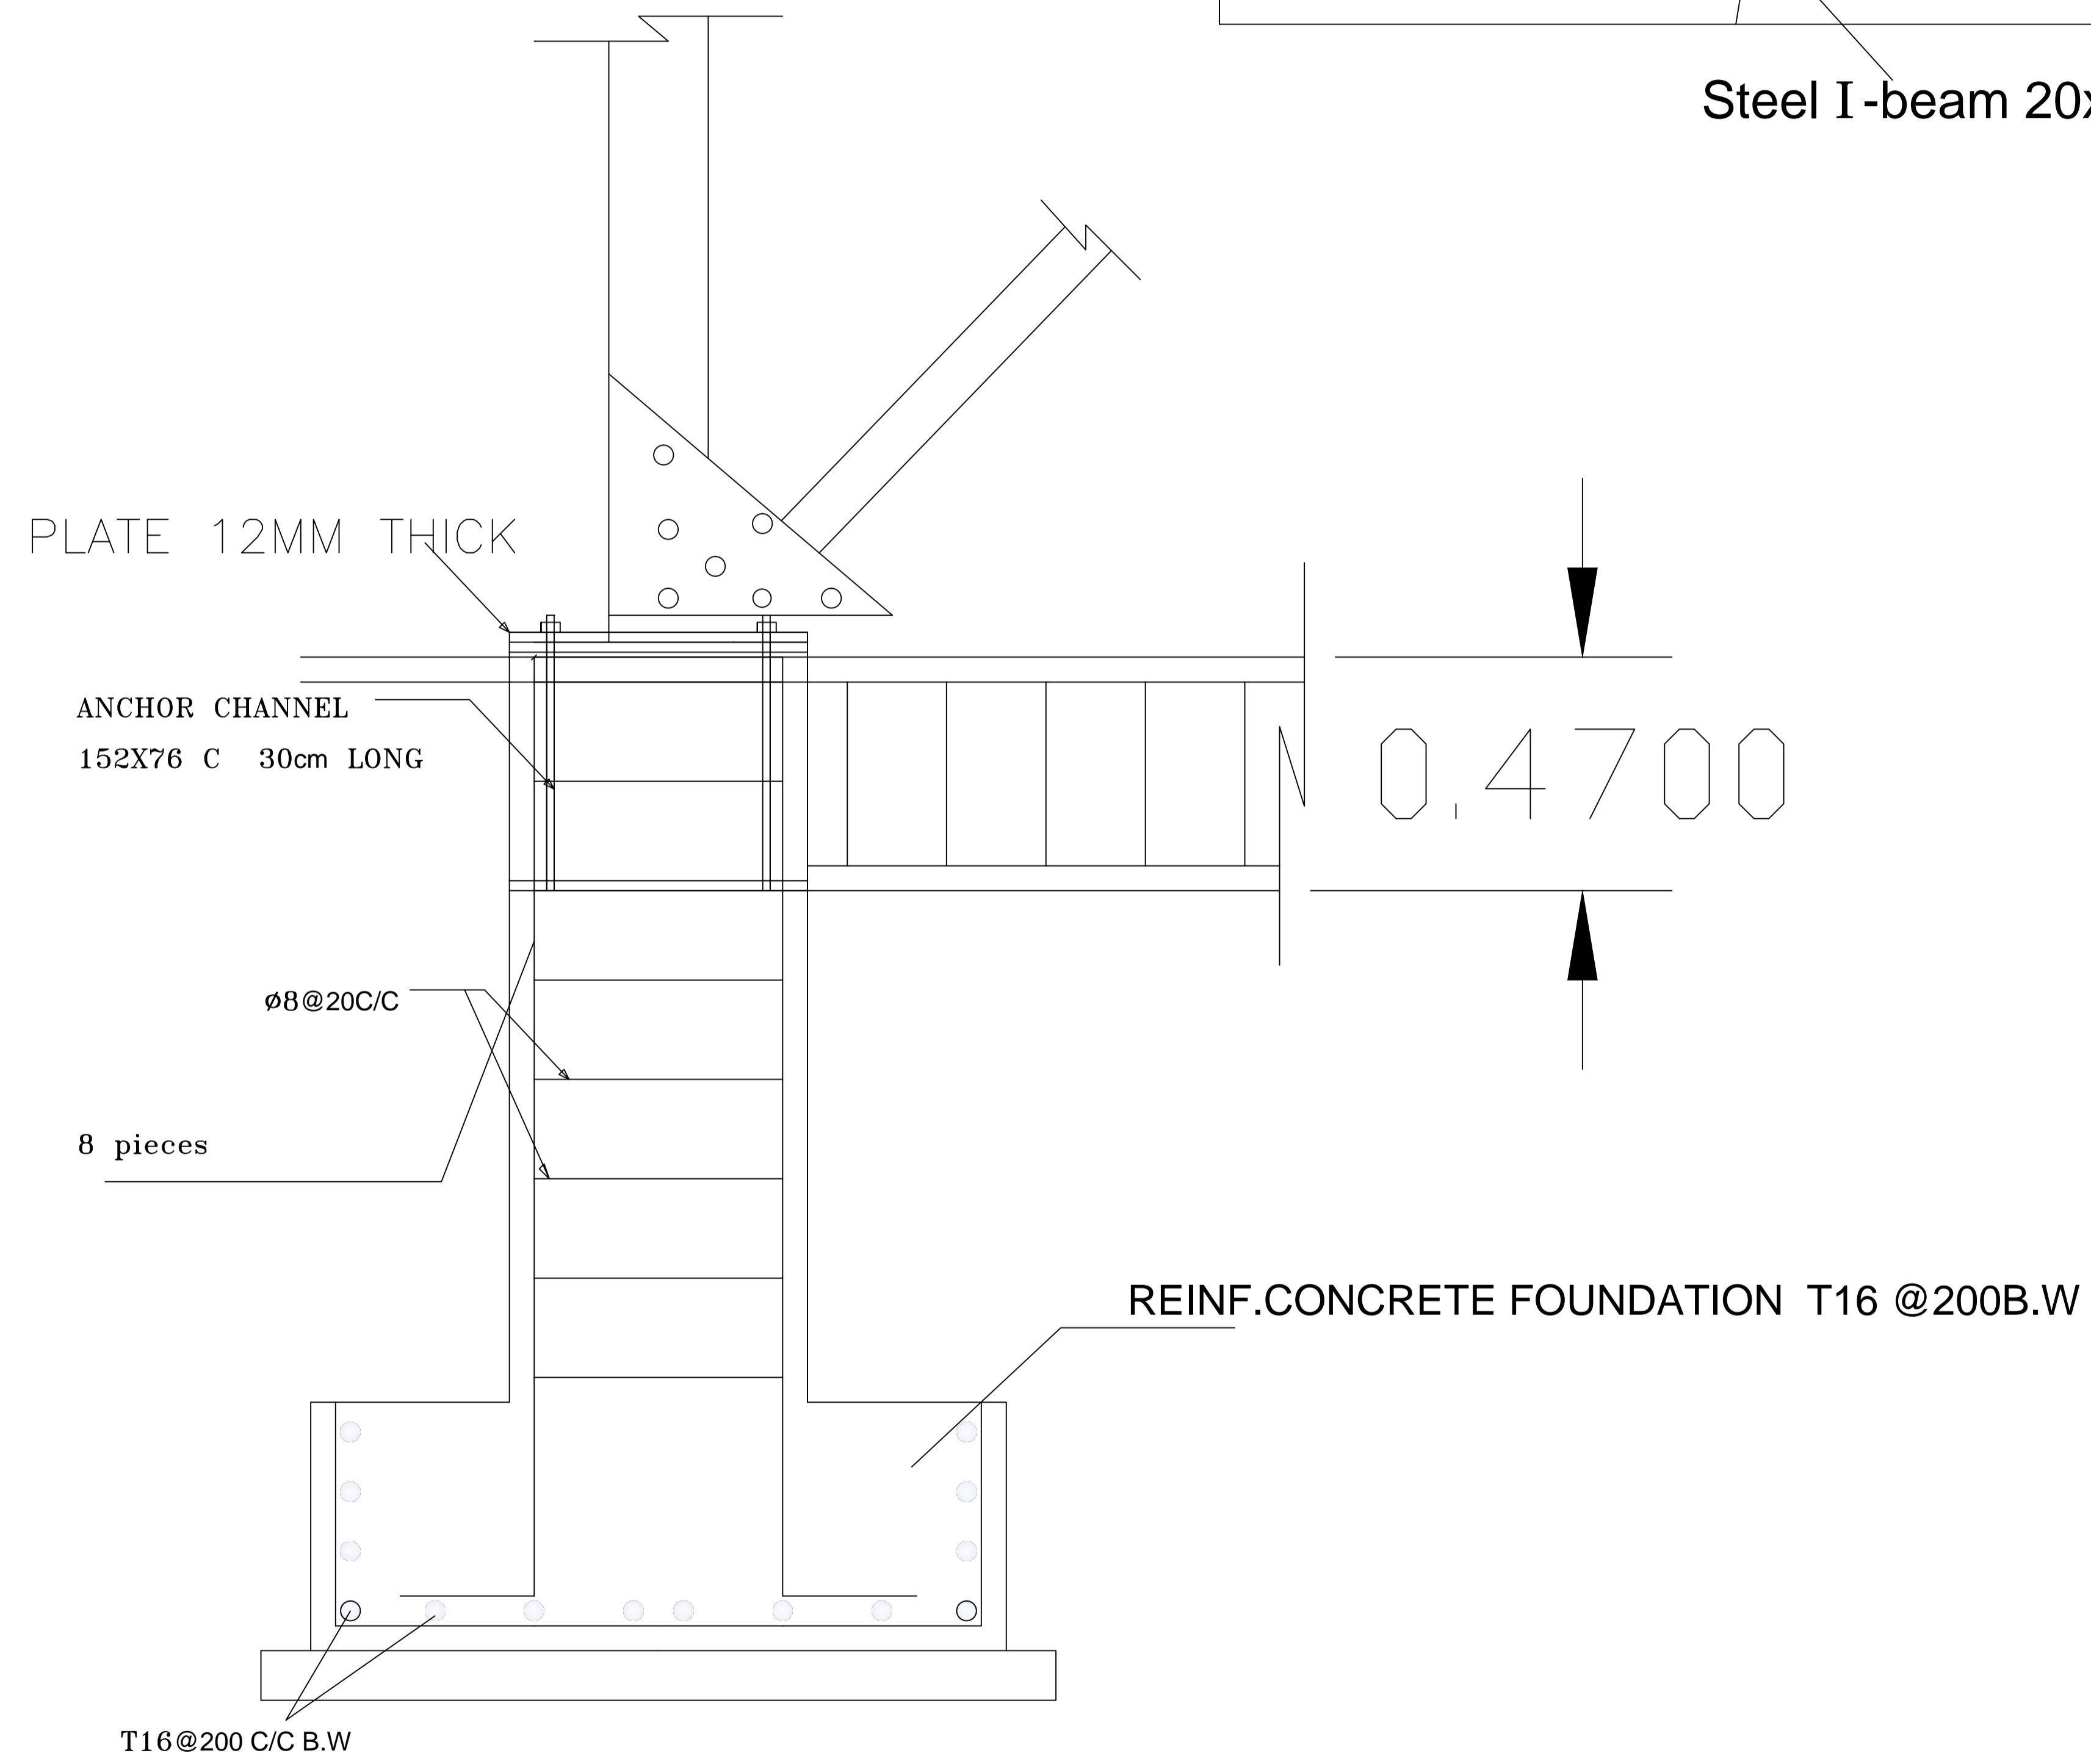 Steel I-beam 20x
PLATE 12MM THICK
ANCHOR CHANNEL
152X76 C 30cm LONG
0.4700
ø8@20C/C
8 pieces
REINF.CONCRETE FOUNDATION T16 @200B.W
T16@200 C/C B.W